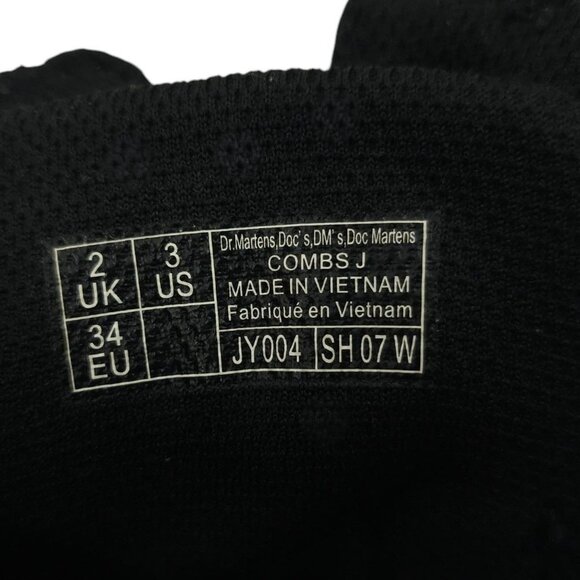 2
UK
3
US
34
EU
Dr.Martens,Doc's,DM's,Doc Martens
COMBS J
MADE IN VIETNAM
Fabriqué en Vietnam
JY004
SH 07 W